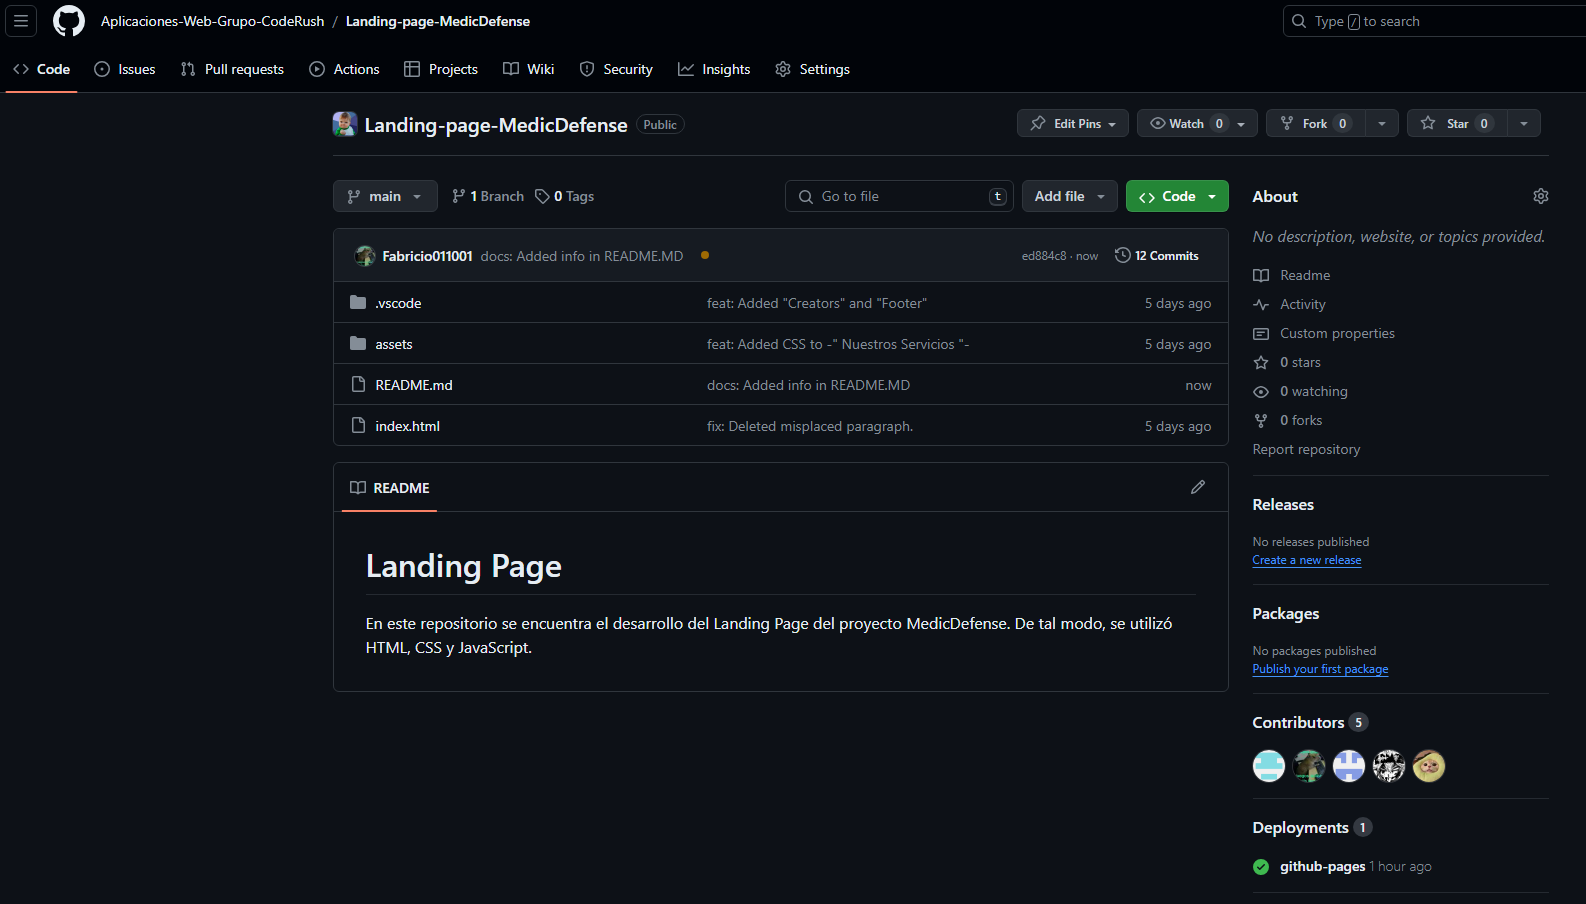 Aplicaciones-Web-Grupo-CodeRush / Landing-page-MedicDefense
Type / to search
Code Issues Pull requests Actions Projects Wiki Security Insights Settings
Landing-page-MedicDefense Public
Edit Pins Watch 0 Fork 0 Star 0
main 1 Branch 0 Tags
Go to file t Add file Code
Fabricio011001 docs: Added info in README.MD ed884c8 · now 12 Commits
.vscode feat: Added "Creators" and "Footer" 5 days ago
assets feat: Added CSS to -" Nuestros Servicios "- 5 days ago
README.md docs: Added info in README.MD now
index.html fix: Deleted misplaced paragraph. 5 days ago
README
Landing Page
En este repositorio se encuentra el desarrollo del Landing Page del proyecto MedicDefense. De tal modo, se utilizó
HTML, CSS y JavaScript.
About
No description, website, or topics provided.
Readme
Activity
Custom properties
0 stars
0 watching
0 forks
Report repository
Releases
No releases published
Create a new release
Packages
No packages published
Publish your first package
Contributors 5
Deployments 1
github-pages 1 hour ago